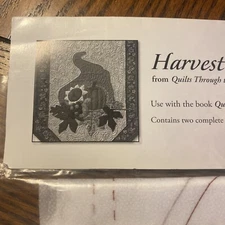 Harvest
from Quilts Through
Use with the book Qu
Contains two complete